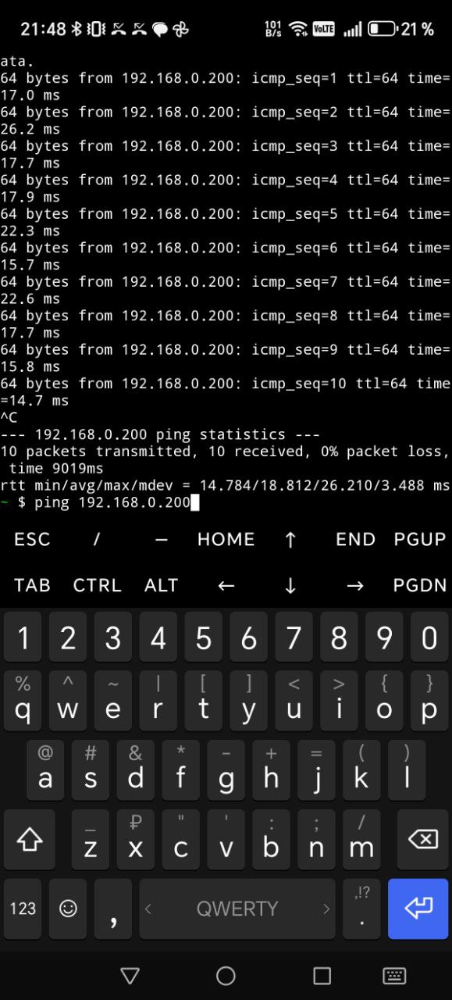 21:48 101 B/s VoLTE 21 %
ata.
64 bytes from 192.168.0.200: icmp_seq=1 ttl=64 time=
17.0 ms
64 bytes from 192.168.0.200: icmp_seq=2 ttl=64 time=
26.2 ms
64 bytes from 192.168.0.200: icmp_seq=3 ttl=64 time=
17.7 ms
64 bytes from 192.168.0.200: icmp_seq=4 ttl=64 time=
17.9 ms
64 bytes from 192.168.0.200: icmp_seq=5 ttl=64 time=
22.3 ms
64 bytes from 192.168.0.200: icmp_seq=6 ttl=64 time=
15.7 ms
64 bytes from 192.168.0.200: icmp_seq=7 ttl=64 time=
22.6 ms
64 bytes from 192.168.0.200: icmp_seq=8 ttl=64 time=
17.7 ms
64 bytes from 192.168.0.200: icmp_seq=9 ttl=64 time=
15.8 ms
64 bytes from 192.168.0.200: icmp_seq=10 ttl=64 time
=14.7 ms
^C
--- 192.168.0.200 ping statistics ---
10 packets transmitted, 10 received, 0% packet loss,
time 9019ms
rtt min/avg/max/mdev = 14.784/18.812/26.210/3.488 ms
~ $ ping 192.168.0.200
ESC / — HOME ↑ END PGUP
TAB CTRL ALT ← ↓ → PGDN
1 2 3 4 5 6 7 8 9 0
% ^ ~ | [ ] < > { }
q w e r t y u i o p
@ # & * - + = ( )
a s d f g h j k l
_ ₽ " ' : ; /
z x c v b n m
123 , < QWERTY > ,!? .